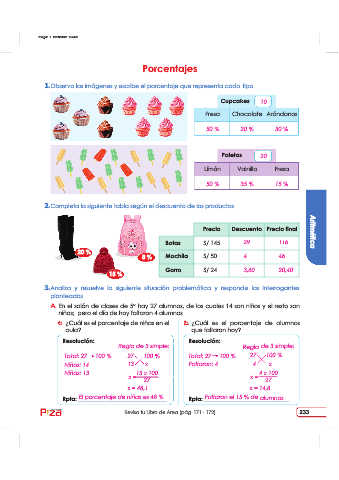 Porcentajes
1. Observa las imágenes y escribe el porcentaje que representa cada tipo
Cupcakes 10
Fresa Chocolate Arándanos
50 % 20 % 30 %
Paletas 20
Limón Vainilla Fresa
50 % 35 % 15 %
2. Completa la siguiente tabla según el descuento de los productos
20 %
8 %
15 %
Precio Descuento Precio final
Botas S/ 145 29 116
Mochila S/ 50 4 46
Gorro S/ 24 3,60 20,40
Aritmética
3. Analiza y resuelve la siguiente situación problemática y responde las interrogantes planteadas
A. En el salón de clases de 5° hay 27 alumnos, de los cuales 14 son niños y el resto son
niñas; pero el día de hoy faltaron 4 alumnos
¿Cuál es el porcentaje de niñas en el
aula?
¿Cuál es el porcentaje de alumnos
que faltaron hoy?
Resolución:
Regla de 3 simple:
Total: 27 → 100 % 27 100 %
Niños: 14 13 x
Niñas: 13 x = 13 x 100
27
x = 48,1
Rpta: El porcentaje de niñas es 48 %
Resolución:
Regla de 3 simple:
Total: 27 → 100 % 27 100 %
Faltaron: 4 4 x
x = 4 x 100
27
x = 14,8
Rpta: Faltaron el 15 % de alumnos
Revisa tu Libro de Área (pág. 171 - 172)
233